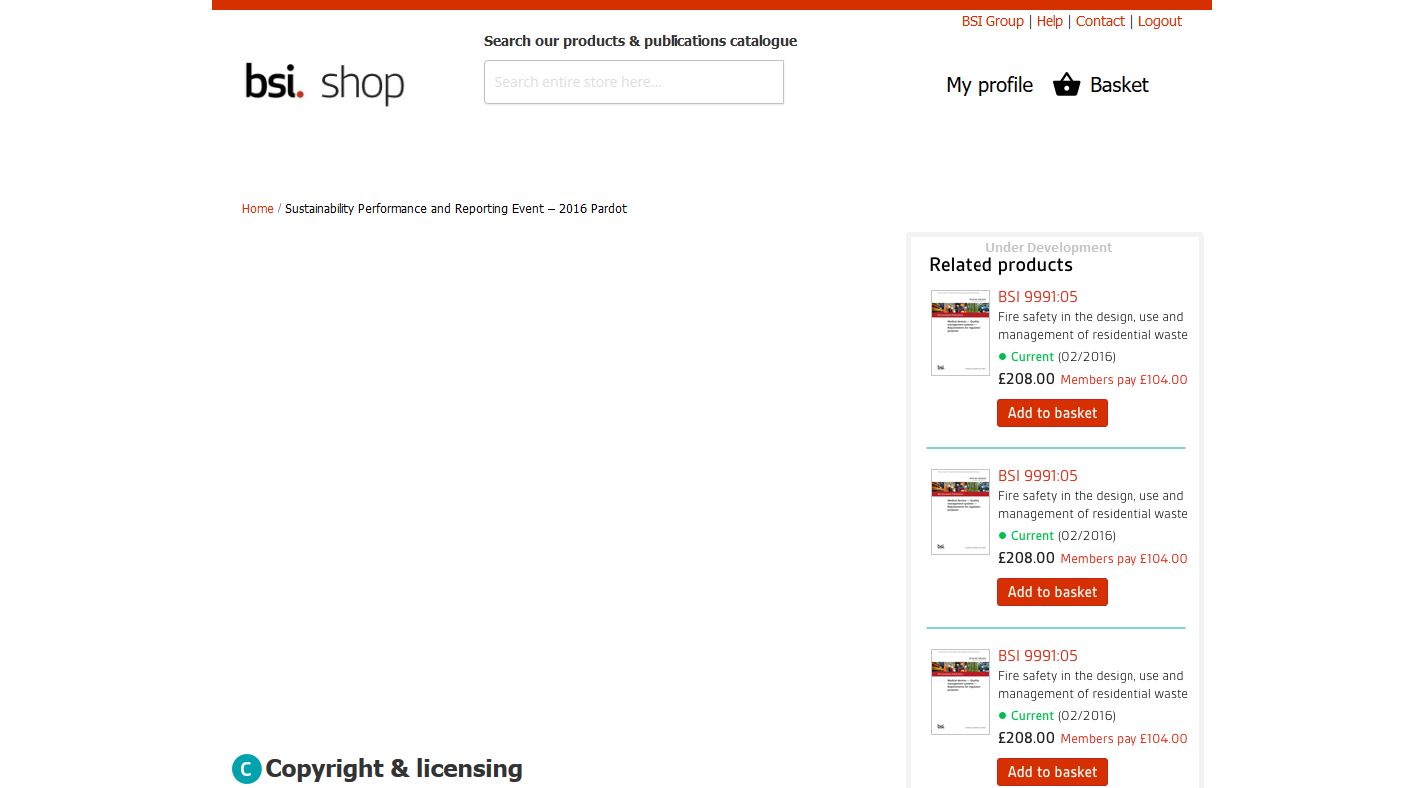 BSI Group | Help | Contact | Logout
Search our products & publications catalogue
bsi. shop
Search entire store here...
My profile
Basket
Home / Sustainability Performance and Reporting Event – 2016 Pardot
Under Development
Related products
BSI 9991:05
Fire safety in the design, use and
management of residential waste
Current (02/2016)
£208.00 Members pay £104.00
Add to basket
BSI 9991:05
Fire safety in the design, use and
management of residential waste
Current (02/2016)
£208.00 Members pay £104.00
Add to basket
BSI 9991:05
Fire safety in the design, use and
management of residential waste
Current (02/2016)
£208.00 Members pay £104.00
Add to basket
C Copyright & licensing